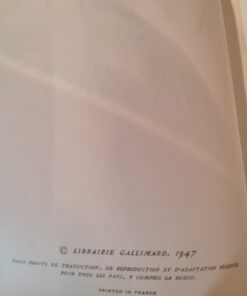 © LIBRAIRIE GALLIMARD, 1947
TOUS DROITS DE TRADUCTION, DE REPRODUCTION ET D'ADAPTATION RÉSERVÉS
POUR TOUS LES PAYS, Y COMPRIS LA RUSSIE.
PRINTED IN FRANCE